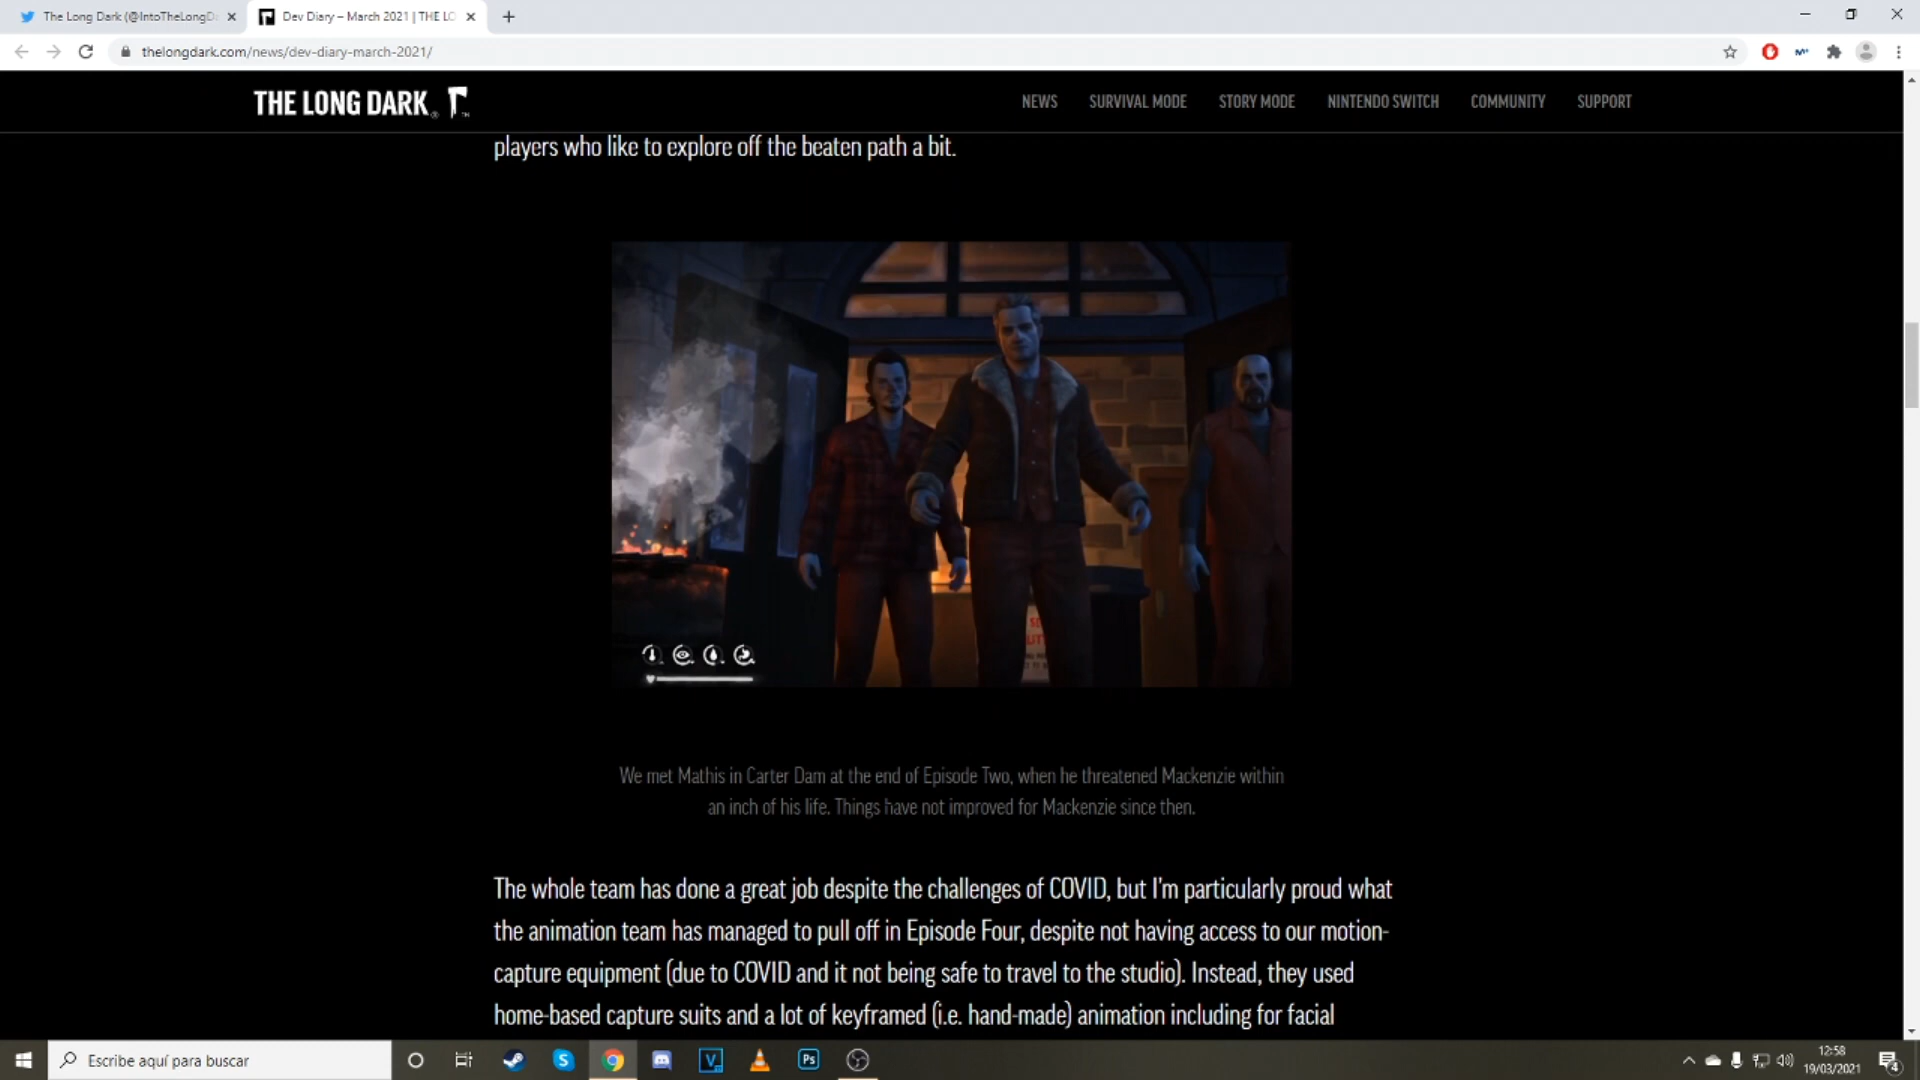 The Long Dark (@IntoTheLongD
Dev Diary – March 2021 | THE LO
thelongdark.com/news/dev-diary-march-2021/
THE LONG DARK
NEWS
SURVIVAL MODE
STORY MODE
NINTENDO SWITCH
COMMUNITY
SUPPORT
players who like to explore off the beaten path a bit.
We met Mathis in Carter Dam at the end of Episode Two, when he threatened Mackenzie within
an inch of his life. Things have not improved for Mackenzie since then.
The whole team has done a great job despite the challenges of COVID, but I'm particularly proud what
the animation team has managed to pull off in Episode Four, despite not having access to our motion-
capture equipment (due to COVID and it not being safe to travel to the studio). Instead, they used
home-based capture suits and a lot of keyframed (i.e. hand-made) animation including for facial
Escribe aquí para buscar
Ps
12:58
19/03/2021
4